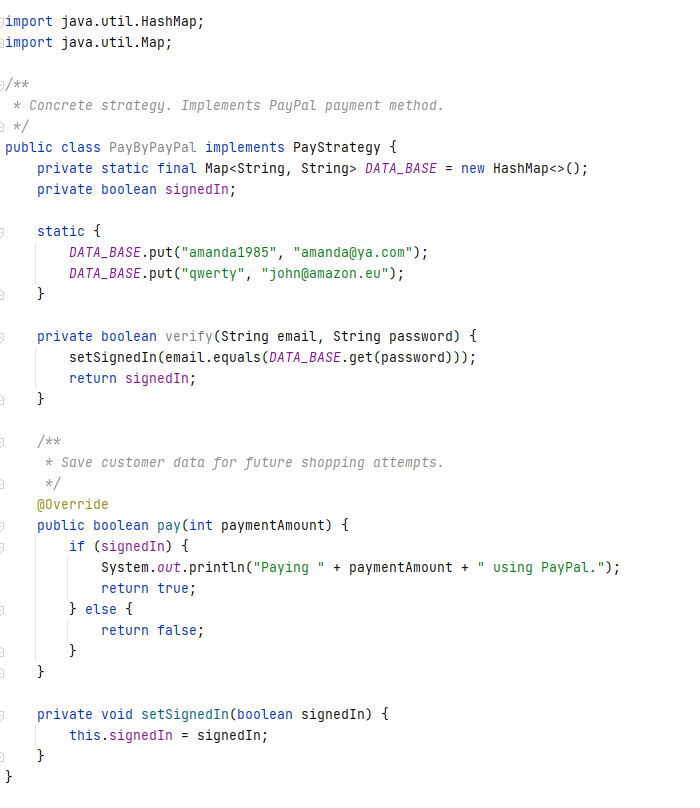 import java.util.HashMap;
import java.util.Map;

/**
 * Concrete strategy. Implements PayPal payment method.
 */
public class PayByPayPal implements PayStrategy {
    private static final Map<String, String> DATA_BASE = new HashMap<>();
    private boolean signedIn;

    static {
        DATA_BASE.put("amanda1985", "amanda@ya.com");
        DATA_BASE.put("qwerty", "john@amazon.eu");
    }

    private boolean verify(String email, String password) {
        setSignedIn(email.equals(DATA_BASE.get(password)));
        return signedIn;
    }

    /**
     * Save customer data for future shopping attempts.
     */
    @Override
    public boolean pay(int paymentAmount) {
        if (signedIn) {
            System.out.println("Paying " + paymentAmount + " using PayPal.");
            return true;
        } else {
            return false;
        }
    }

    private void setSignedIn(boolean signedIn) {
        this.signedIn = signedIn;
    }
}